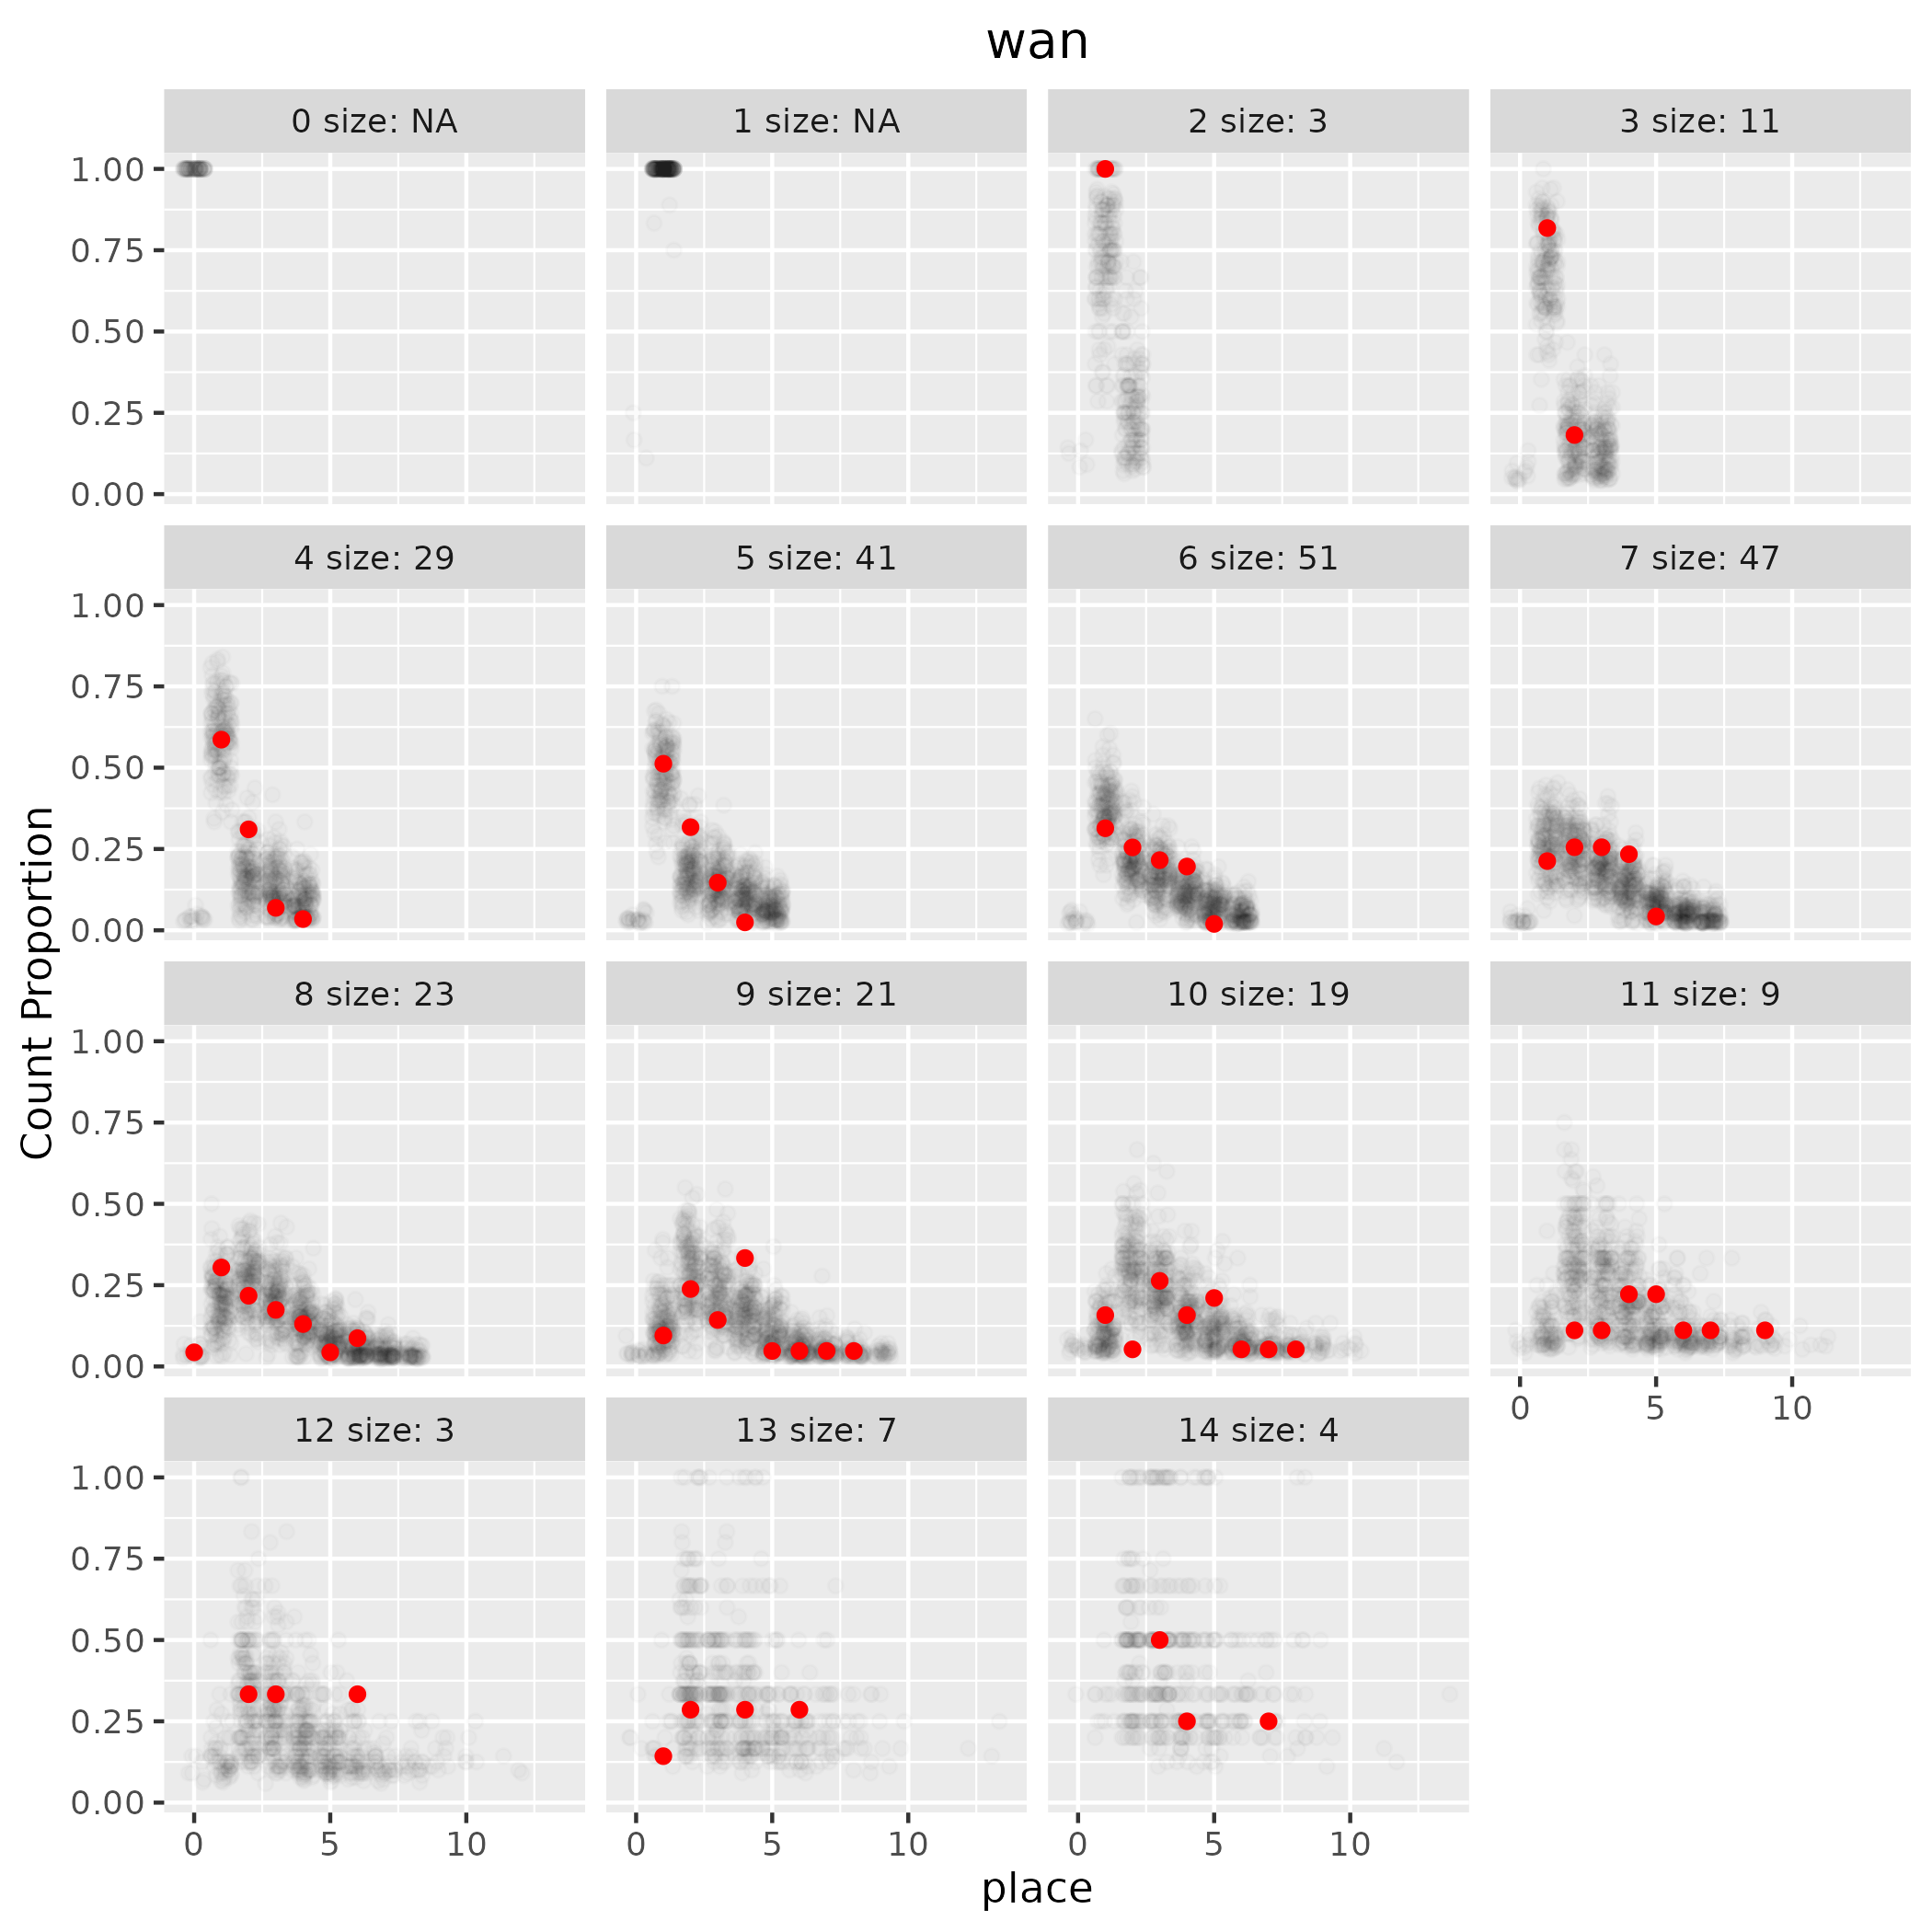 wan
0 size: NA
1 size: NA
2 size: 3
3 size: 11
1.00
0.75
0.50
0.25
0.00
4 size: 29
5 size: 41
6 size: 51
7 size: 47
1.00
0.75
0.50
0.25
0.00
Count Proportion
8 size: 23
9 size: 21
10 size: 19
11 size: 9
1.00
0.75
0.50
0.25
0.00
0 5 10
12 size: 3
13 size: 7
14 size: 4
1.00
0.75
0.50
0.25
0.00
0 5 10
0 5 10
0 5 10
place